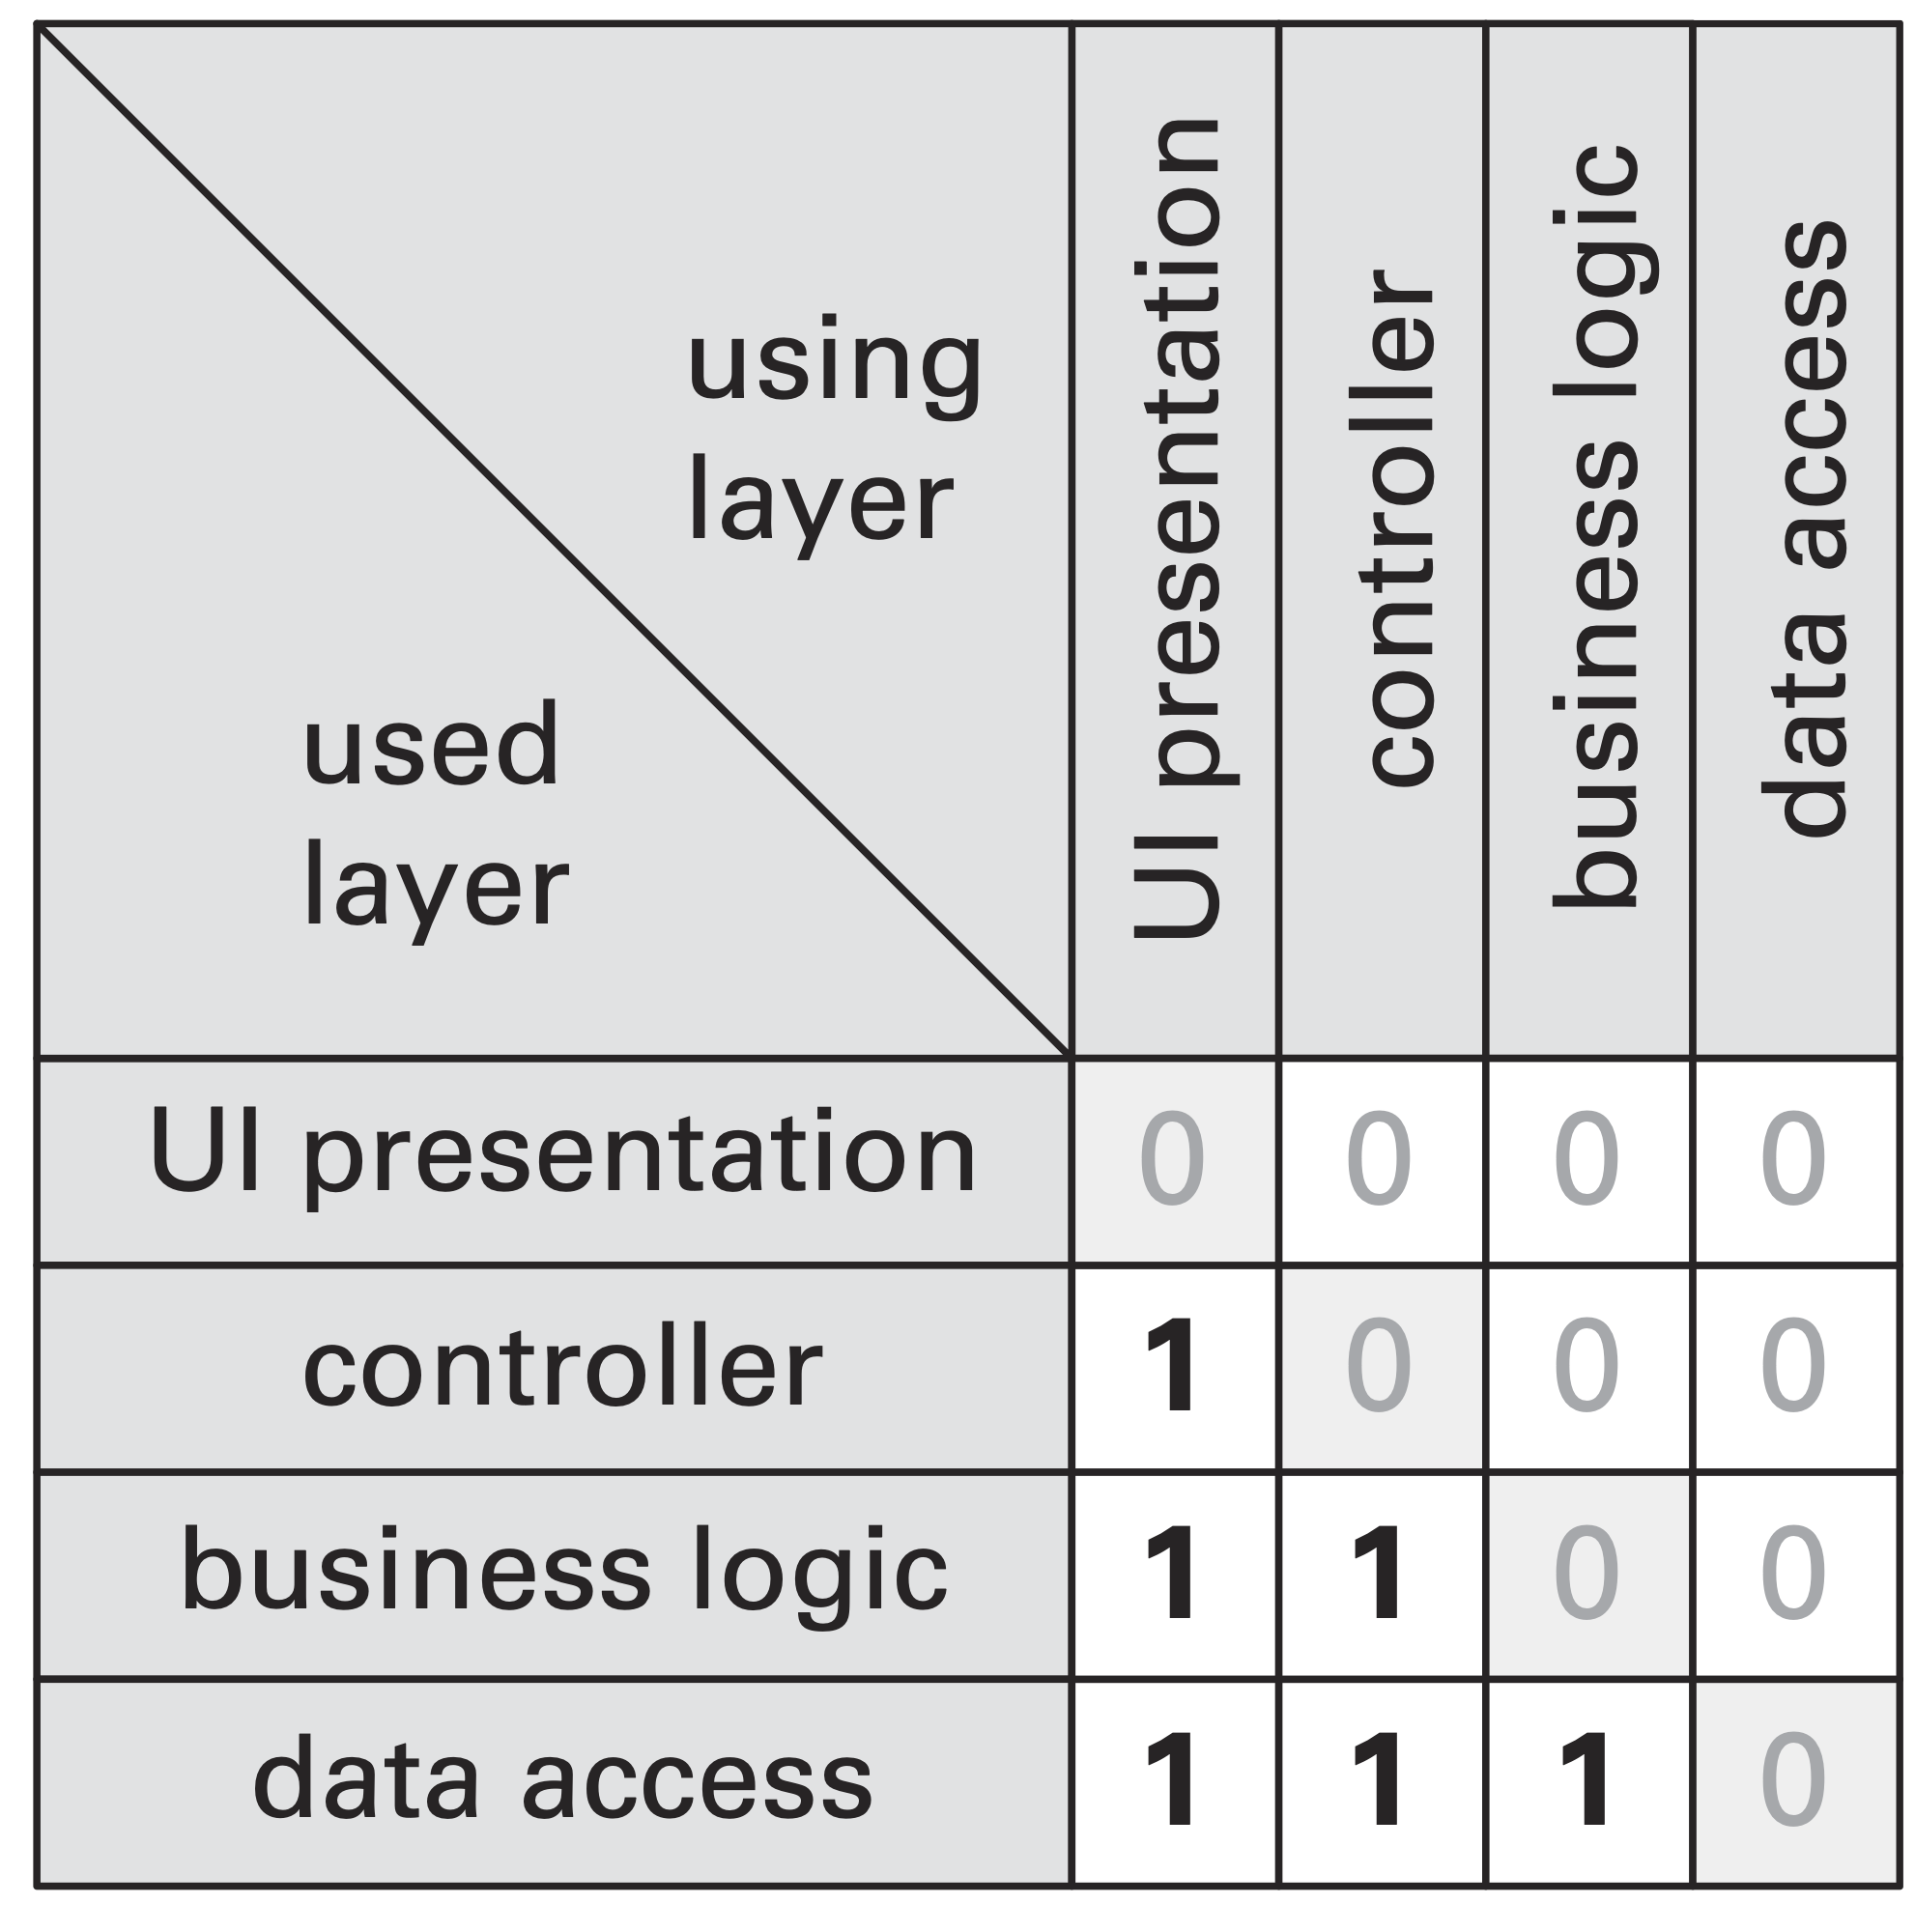 using
layer
used
layer
UI presentation
controller
business logic
data access
UI presentation 0 0 0 0
controller 1 0 0 0
business logic 1 1 0 0
data access 1 1 1 0